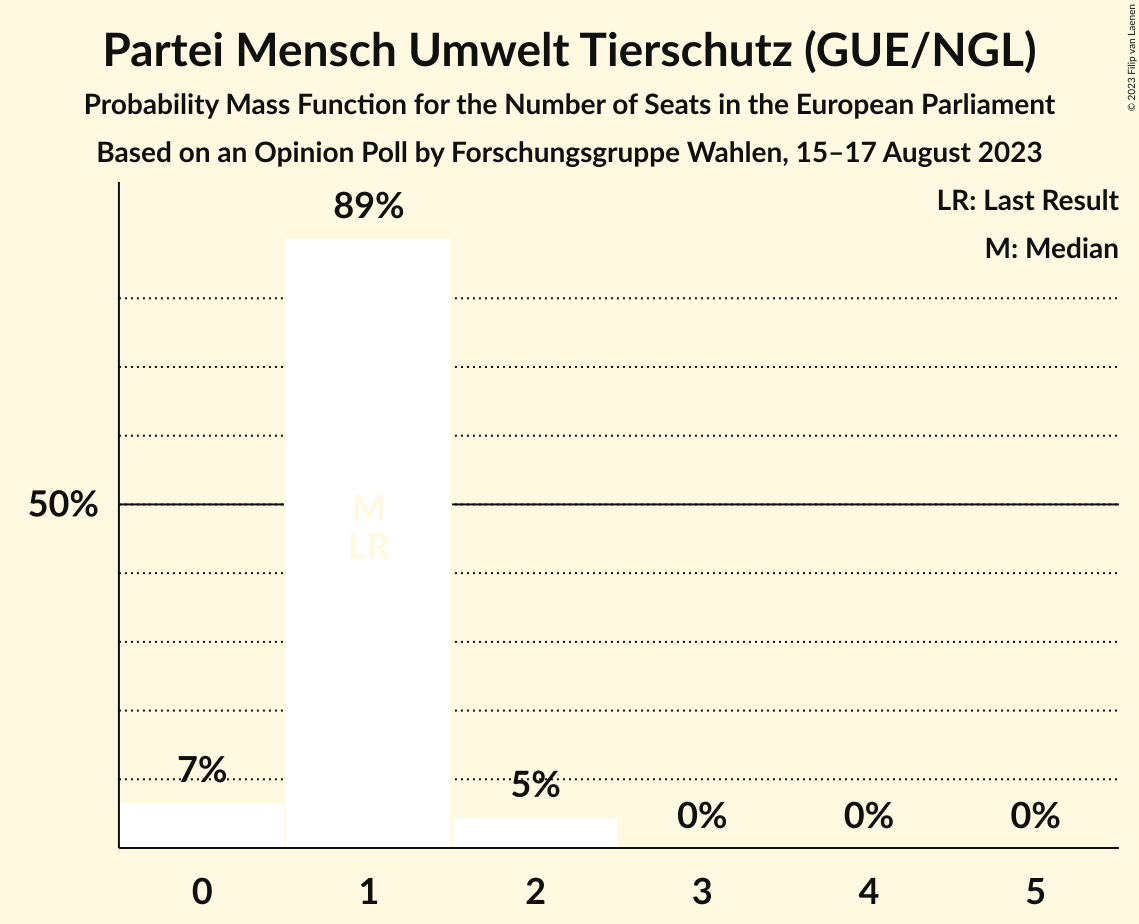 Partei Mensch Umwelt Tierschutz (GUE/NGL)
Probability Mass Function for the Number of Seats in the European Parliament
Based on an Opinion Poll by Forschungsgruppe Wahlen, 15–17 August 2023
© 2023 Filip van Laenen
LR: Last Result
M: Median
89%
50%
M
LR
7%
5%
0%
0%
0%
0
1
2
3
4
5